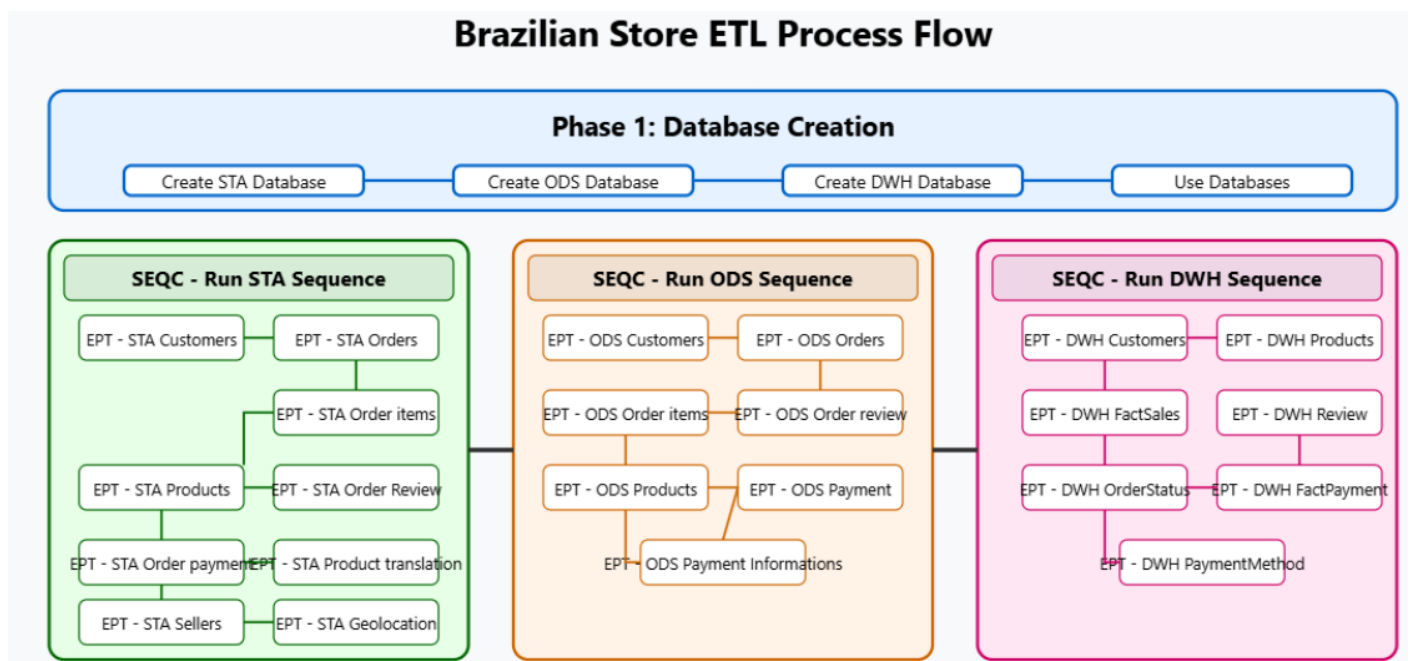 Brazilian Store ETL Process Flow
Phase 1: Database Creation
Create STA Database
Create ODS Database
Create DWH Database
Use Databases
SEQC - Run STA Sequence
EPT - STA Customers
EPT - STA Orders
EPT - STA Order items
EPT - STA Products
EPT - STA Order Review
EPT - STA Order payment
EPT - STA Product translation
EPT - STA Sellers
EPT - STA Geolocation
SEQC - Run ODS Sequence
EPT - ODS Customers
EPT - ODS Orders
EPT - ODS Order items
EPT - ODS Order review
EPT - ODS Products
EPT - ODS Payment
EPT - ODS Payment Informations
SEQC - Run DWH Sequence
EPT - DWH Customers
EPT - DWH Products
EPT - DWH FactSales
EPT - DWH Review
EPT - DWH OrderStatus
EPT - DWH FactPayment
EPT - DWH PaymentMethod